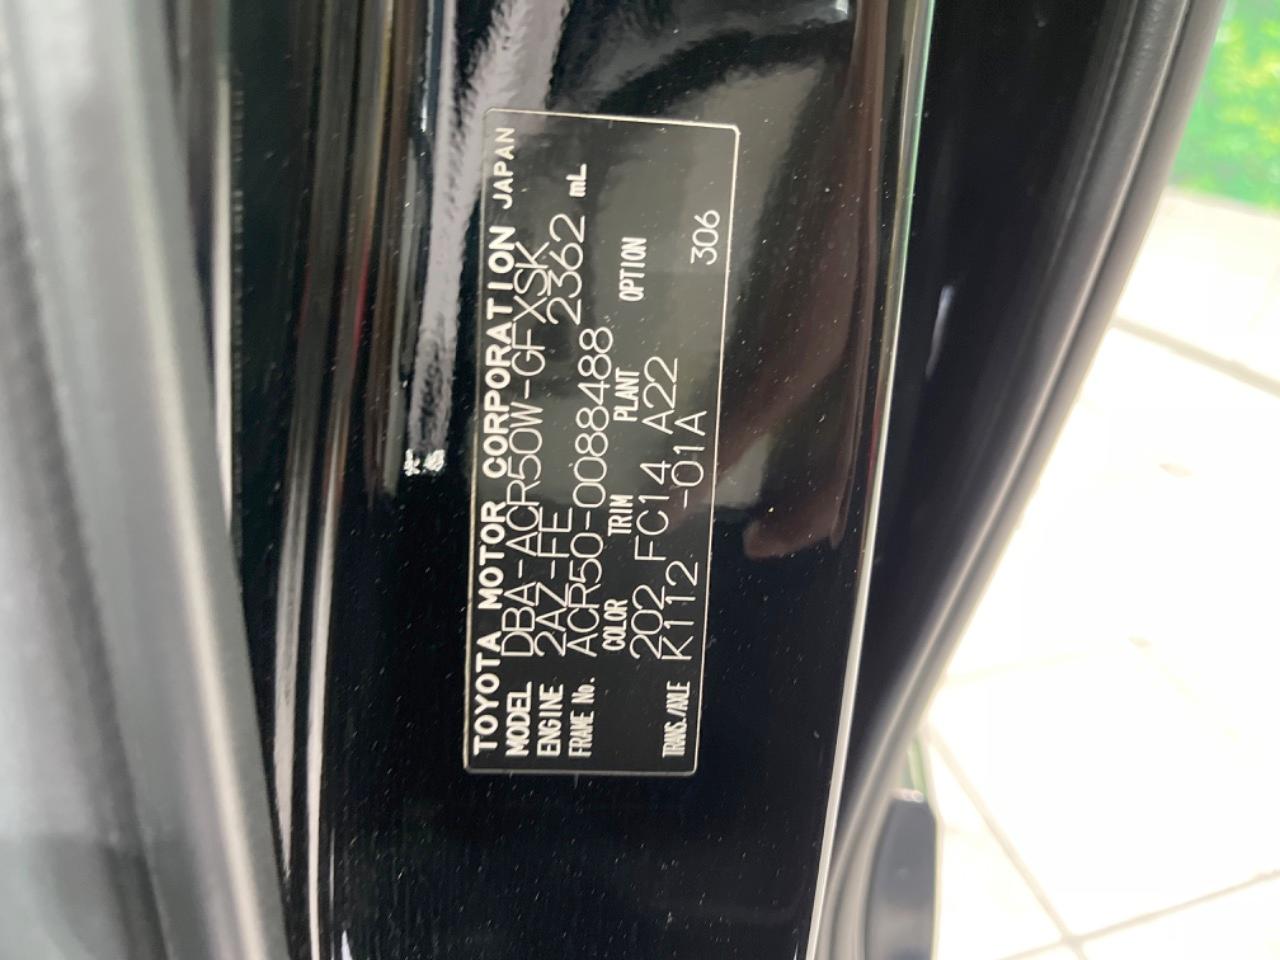 TOYOTA MOTOR CORPORATION JAPAN
MODEL DBA-ACR50W-GFXSK
ENGINE 2AZ-FE 2362 mL
FRAME No. ACR50-0088488
COLOR TRIM PLANT OPTION
202 FC14 A22
TRANS./AXLE K112 -01A 306